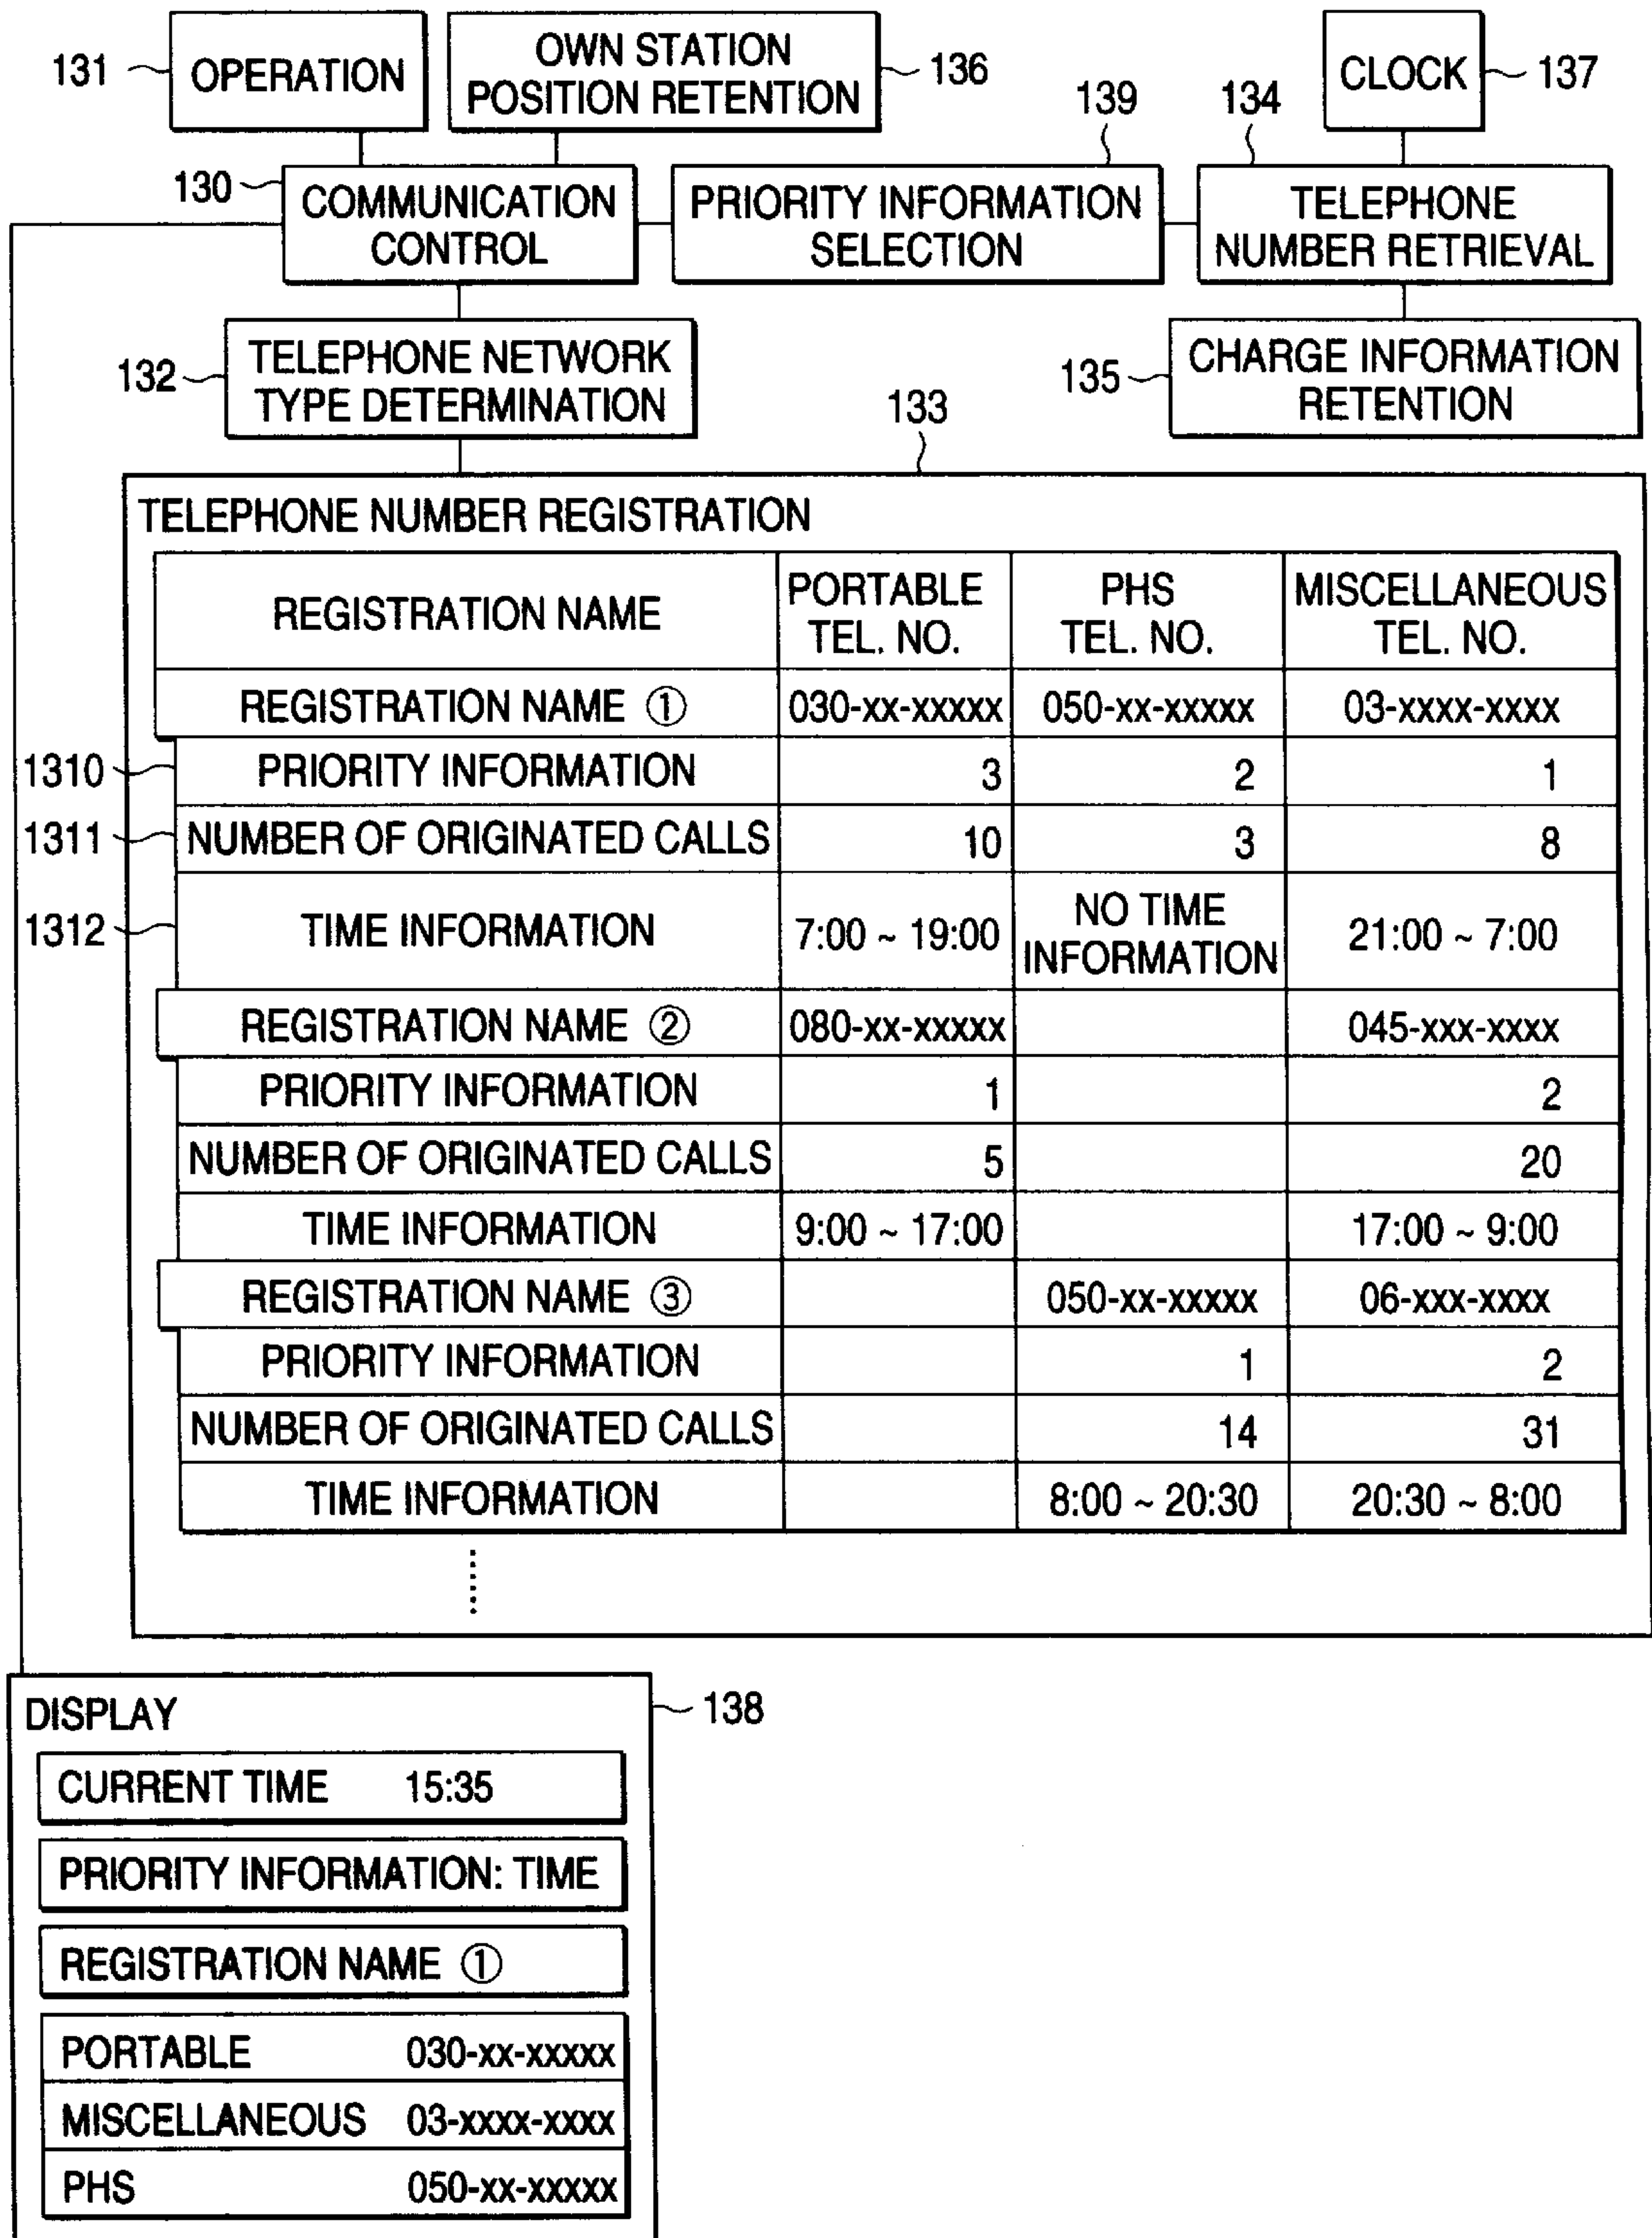 131
OPERATION
OWN STATION
POSITION RETENTION
136
CLOCK
137
130
COMMUNICATION
CONTROL
139
PRIORITY INFORMATION
SELECTION
134
TELEPHONE
NUMBER RETRIEVAL
132
TELEPHONE NETWORK
TYPE DETERMINATION
135
CHARGE INFORMATION
RETENTION
133
TELEPHONE NUMBER REGISTRATION
REGISTRATION NAME PORTABLE TEL. NO. PHS TEL. NO. MISCELLANEOUS TEL. NO.
REGISTRATION NAME ① 030-xx-xxxxx 050-xx-xxxxx 03-xxxx-xxxx
1310 PRIORITY INFORMATION 3 2 1
1311 NUMBER OF ORIGINATED CALLS 10 3 8
1312 TIME INFORMATION 7:00 ~ 19:00 NO TIME INFORMATION 21:00 ~ 7:00
REGISTRATION NAME ② 080-xx-xxxxx 045-xxx-xxxx
PRIORITY INFORMATION 1 2
NUMBER OF ORIGINATED CALLS 5 20
TIME INFORMATION 9:00 ~ 17:00 17:00 ~ 9:00
REGISTRATION NAME ③ 050-xx-xxxxx 06-xxx-xxxx
PRIORITY INFORMATION 1 2
NUMBER OF ORIGINATED CALLS 14 31
TIME INFORMATION 8:00 ~ 20:30 20:30 ~ 8:00
DISPLAY
138
CURRENT TIME 15:35
PRIORITY INFORMATION: TIME
REGISTRATION NAME ①
PORTABLE 030-xx-xxxxx
MISCELLANEOUS 03-xxxx-xxxx
PHS 050-xx-xxxxx